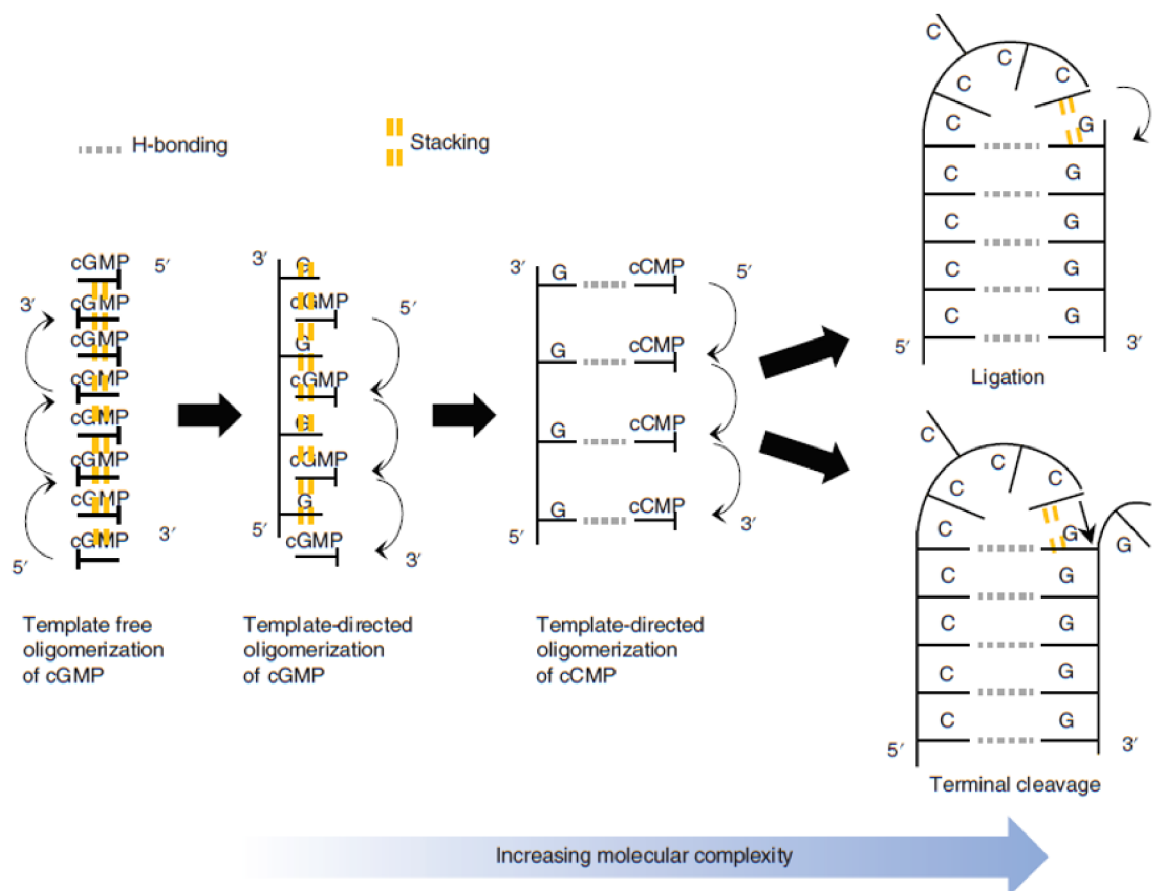 H-bonding
Stacking
cGMP
5′
3′
cGMP
cGMP
cGMP
cGMP
cGMP
cGMP
3′
cGMP
5′
Template free
oligomerization
of cGMP
3′
G
cGMP
5′
G
cGMP
G
cGMP
G
5′
cGMP
3′
Template-directed
oligomerization
of cGMP
3′
G
cCMP
5′
G
cCMP
G
cCMP
G
cCMP
3′
5′
Template-directed
oligomerization
of cCMP
C
C
C
C
C
G
C
G
C
G
C
G
C
G
5′
3′
Ligation
C
C
C
C
C
G
G
C
G
C
G
C
G
C
G
5′
3′
Terminal cleavage
Increasing molecular complexity